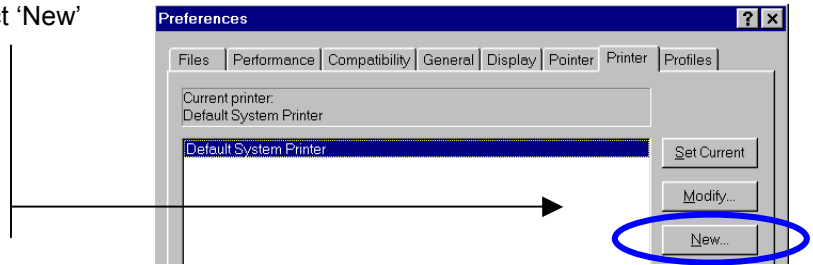 t ‘New’
Preferences
Files Performance Compatibility General Display Pointer Printer Profiles
Current printer:
Default System Printer
Default System Printer
Set Current
Modify...
New...